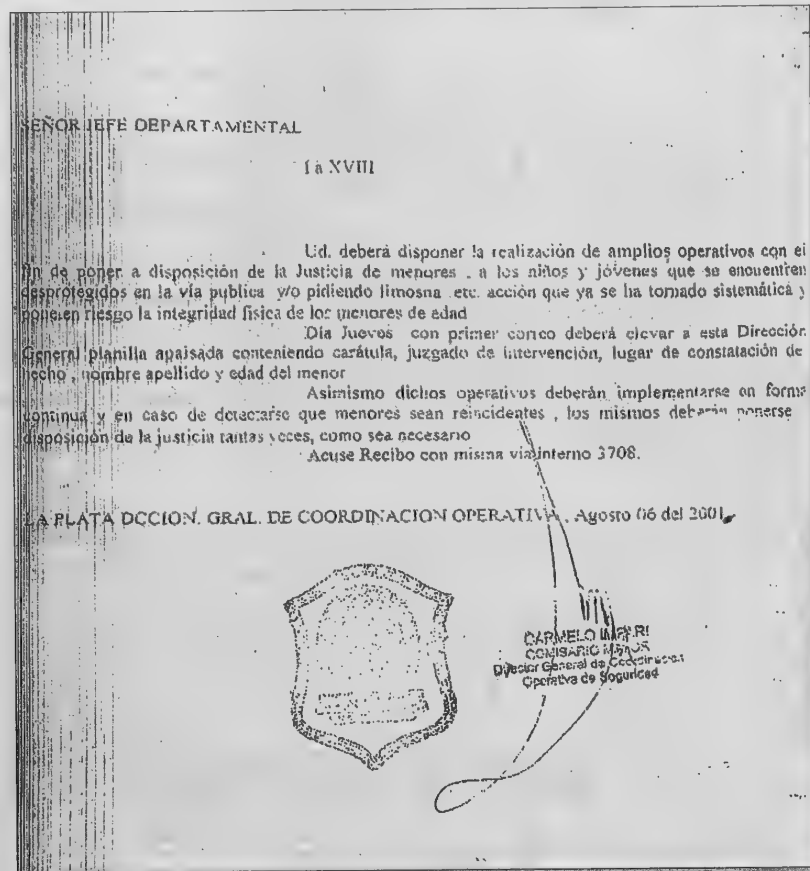 SEÑOR JEFE DEPARTAMENTAL
I a XVIII
Ud. deberá disponer la realización de amplios operativos con el
fin de poner a disposición de la Justicia de menores , a los niños y jóvenes que se encuentren
desprotegidos en la vía publica y/o pidiendo limosna etc. acción que ya se ha tornado sistemática y
ponen en riesgo la integridad física de los menores de edad
Día Jueves con primer correo deberá elevar a esta Dirección
General planilla apaisada conteniendo carátula, juzgado de intervención, lugar de constatación de
hecho , nombre apellido y edad del menor
Asimismo dichos operativos deberán implementarse en forma
continua y en caso de detectarse que menores sean reincidentes , los mismos deberán ponerse
disposición de la justicia tantas veces, como sea necesario
Acuse Recibo con misma vía interno 3708.
LA PLATA DCCION. GRAL. DE COORDINACION OPERATIVA , Agosto 06 del 2001
CARMELO
COMISARIO MAYOR
Director General de Coordinacion
Operativa de Seguridad